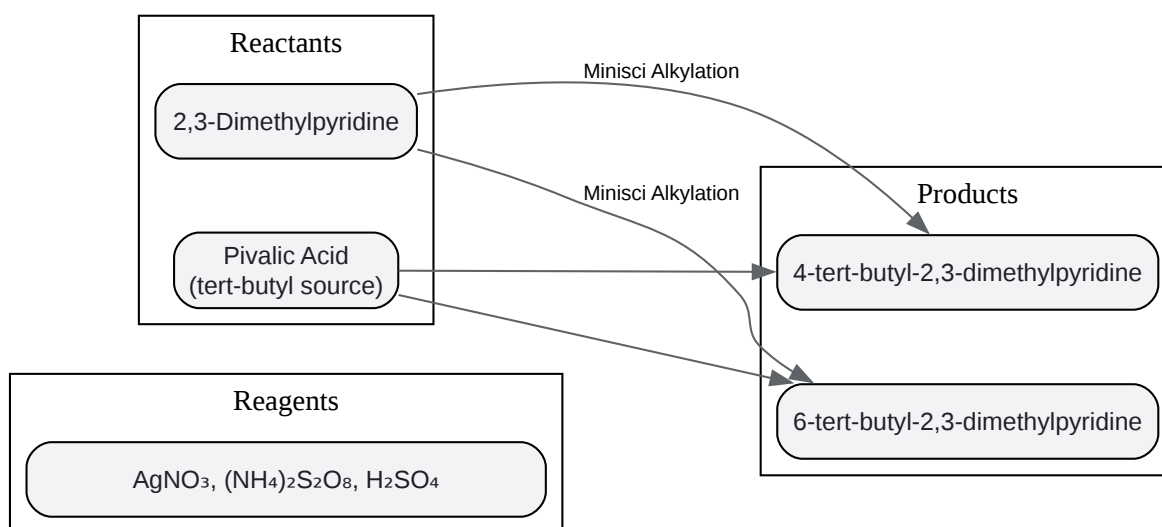 Reactants
2,3-Dimethylpyridine
Pivalic Acid
(tert-butyl source)
Minisci Alkylation
Minisci Alkylation
Products
4-tert-butyl-2,3-dimethylpyridine
6-tert-butyl-2,3-dimethylpyridine
Reagents
AgNO₃, (NH₄)₂S₂O₈, H₂SO₄